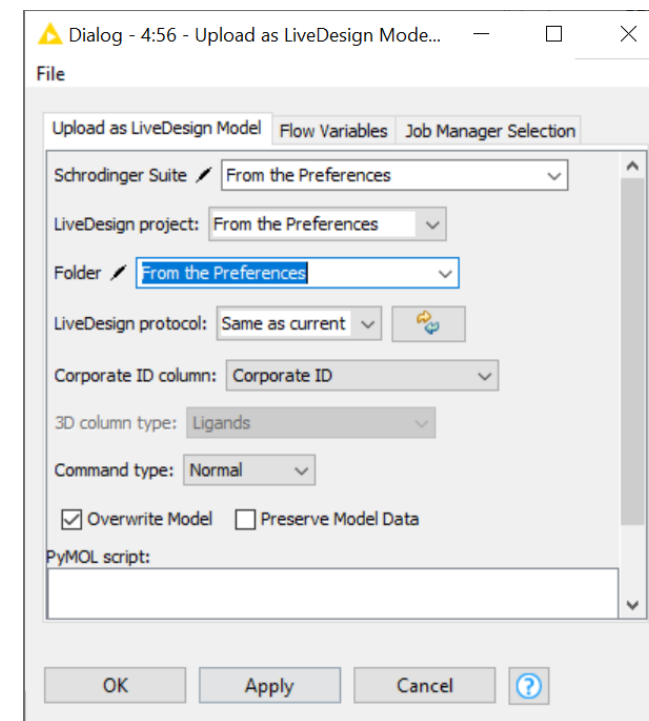 Dialog - 4:56 - Upload as LiveDesign Mode...
File
Upload as LiveDesign Model Flow Variables Job Manager Selection
Schrodinger Suite From the Preferences
LiveDesign project: From the Preferences
Folder From the Preferences
LiveDesign protocol: Same as current
Corporate ID column: Corporate ID
3D column type: Ligands
Command type: Normal
Overwrite Model Preserve Model Data
PyMOL script:
OK Apply Cancel ?